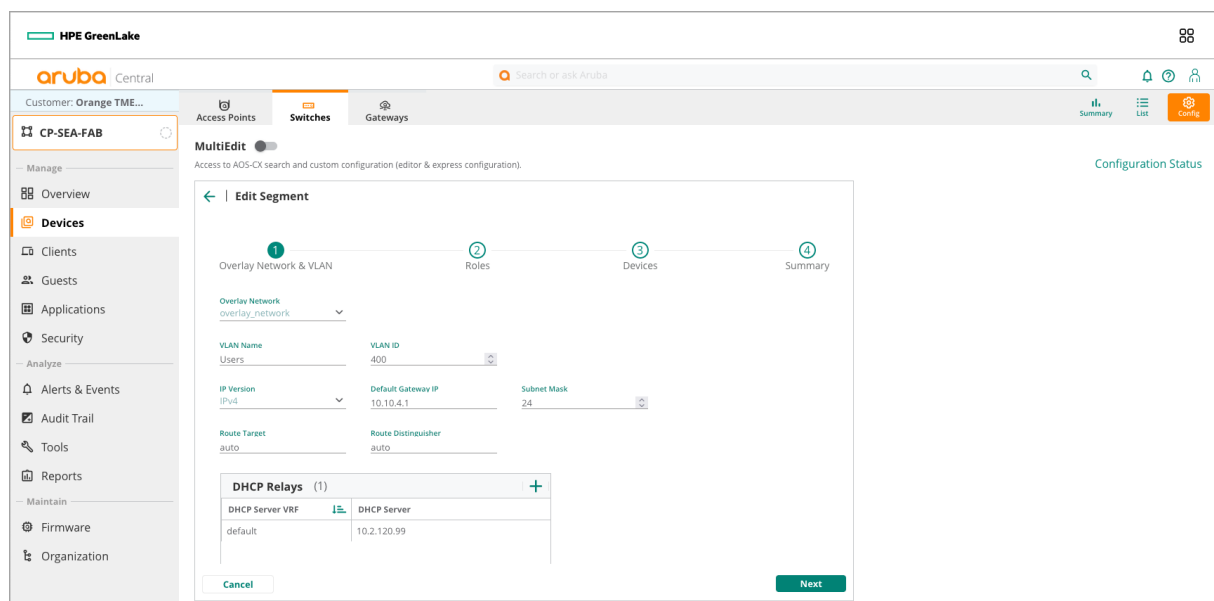 HPE GreenLake
aruba Central
Search or ask Aruba
Customer: Orange TME...
CP-SEA-FAB
Access Points
Switches
Gateways
Summary
List
Config
MultiEdit
Access to AOS-CX search and custom configuration (editor & express configuration).
Configuration Status
Manage
Overview
Devices
Clients
Guests
Applications
Security
Analyze
Alerts & Events
Audit Trail
Tools
Reports
Maintain
Firmware
Organization
Edit Segment
1
2
3
4
Overlay Network & VLAN
Roles
Devices
Summary
Overlay Network
overlay_network
VLAN Name
VLAN ID
Users
400
IP Version
Default Gateway IP
Subnet Mask
IPv4
10.10.4.1
24
Route Target
Route Distinguisher
auto
auto
DHCP Relays (1)
DHCP Server VRF
DHCP Server
default
10.2.120.99
Cancel
Next